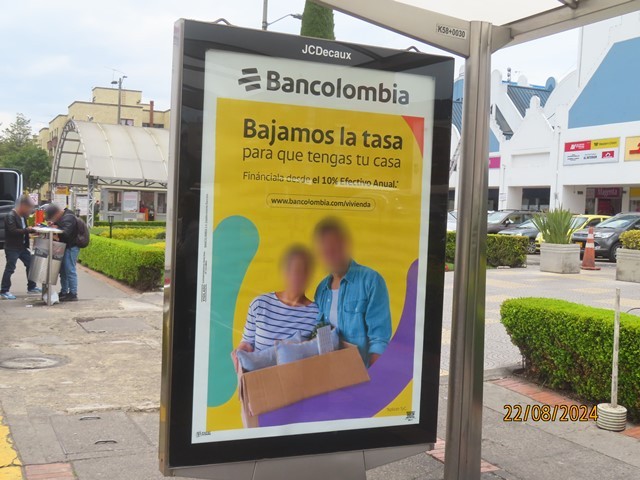 K58+0030
JCDecaux
Bancolombia
Bajamos la tasa
para que tengas tu casa
Finánciala desde el 10% Efectivo Anual.*
www.bancolombia.com/vivienda
22/08/2024